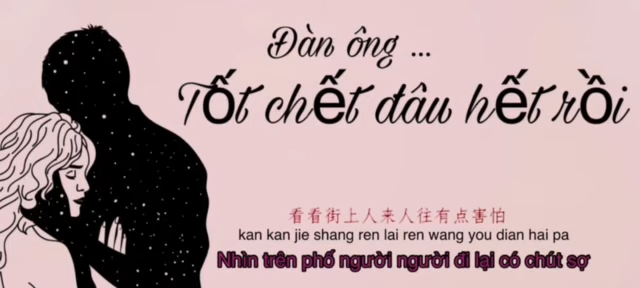 Đàn ông ...
Tốt chết đâu hết rồi
看看街上人来人往有点害怕
kan kan jie shang ren lai ren wang you dian hai pa
Nhìn trên phố người người đi lại có chút sợ